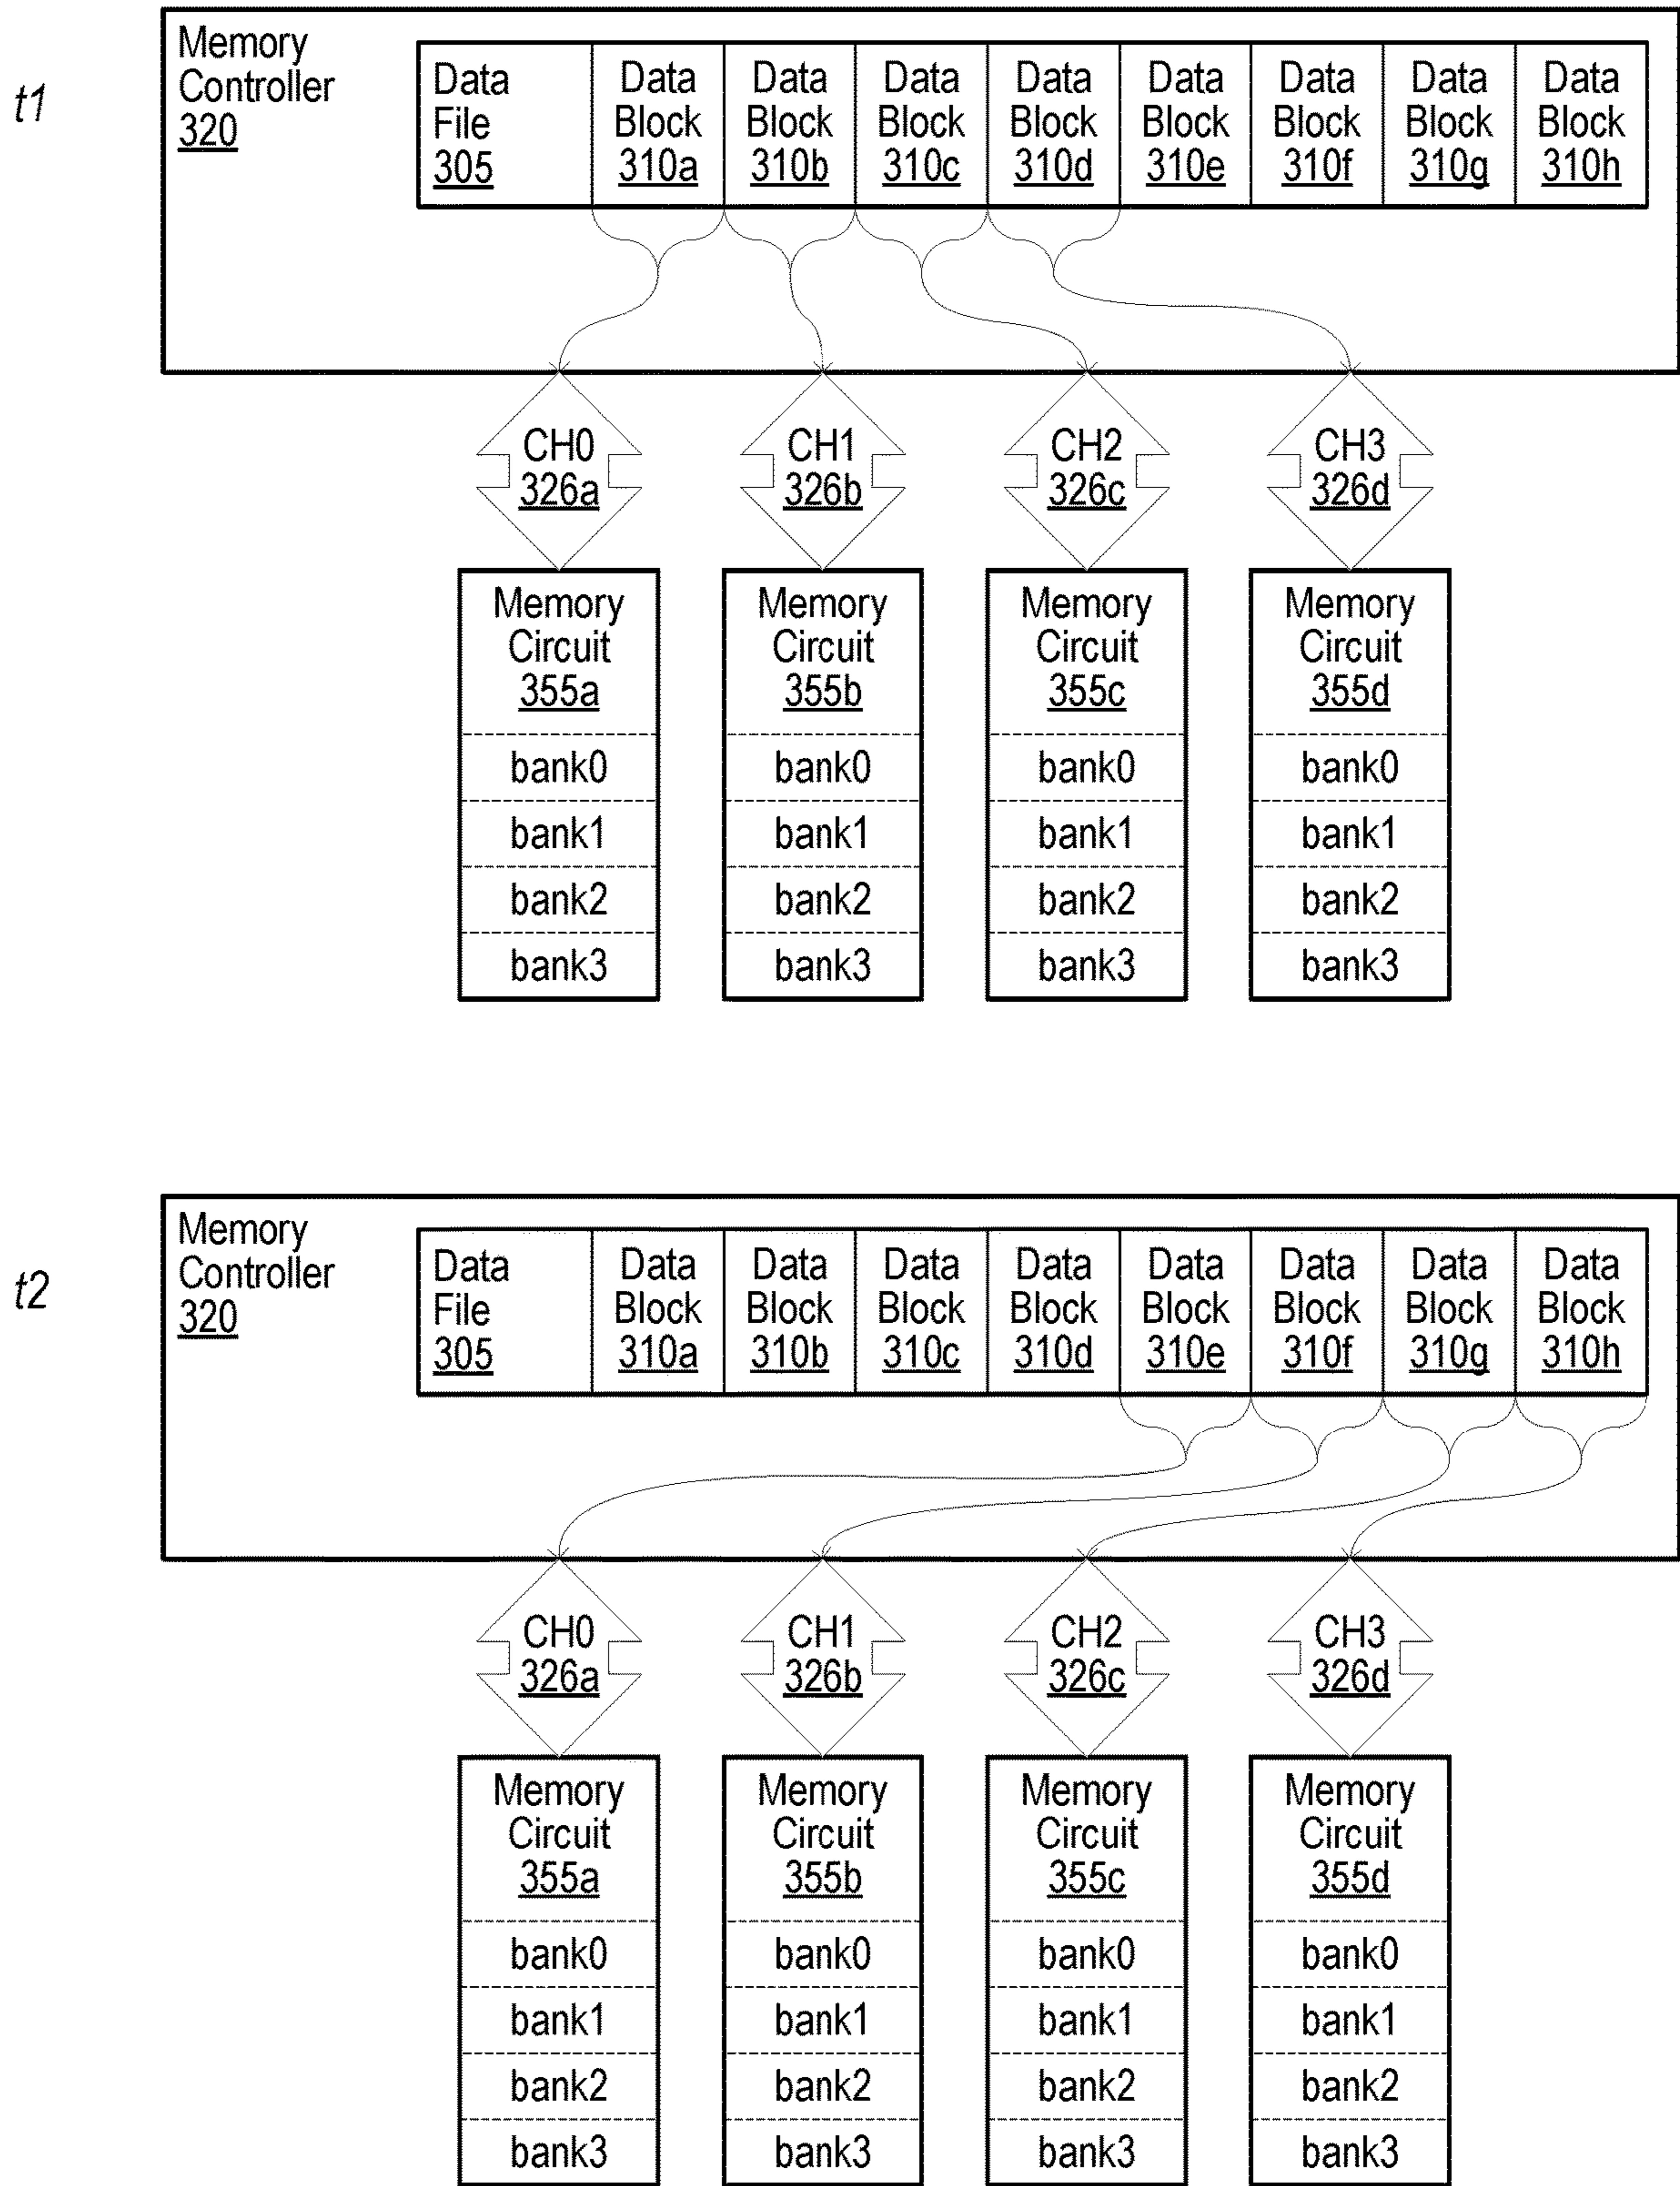 t1
Memory
Controller
320
Data
File
305
Data
Block
310a
Data
Block
310b
Data
Block
310c
Data
Block
310d
Data
Block
310e
Data
Block
310f
Data
Block
310g
Data
Block
310h
CH0
326a
CH1
326b
CH2
326c
CH3
326d
Memory
Circuit
355a
bank0
bank1
bank2
bank3
Memory
Circuit
355b
bank0
bank1
bank2
bank3
Memory
Circuit
355c
bank0
bank1
bank2
bank3
Memory
Circuit
355d
bank0
bank1
bank2
bank3
t2
Memory
Controller
320
Data
File
305
Data
Block
310a
Data
Block
310b
Data
Block
310c
Data
Block
310d
Data
Block
310e
Data
Block
310f
Data
Block
310g
Data
Block
310h
CH0
326a
CH1
326b
CH2
326c
CH3
326d
Memory
Circuit
355a
bank0
bank1
bank2
bank3
Memory
Circuit
355b
bank0
bank1
bank2
bank3
Memory
Circuit
355c
bank0
bank1
bank2
bank3
Memory
Circuit
355d
bank0
bank1
bank2
bank3